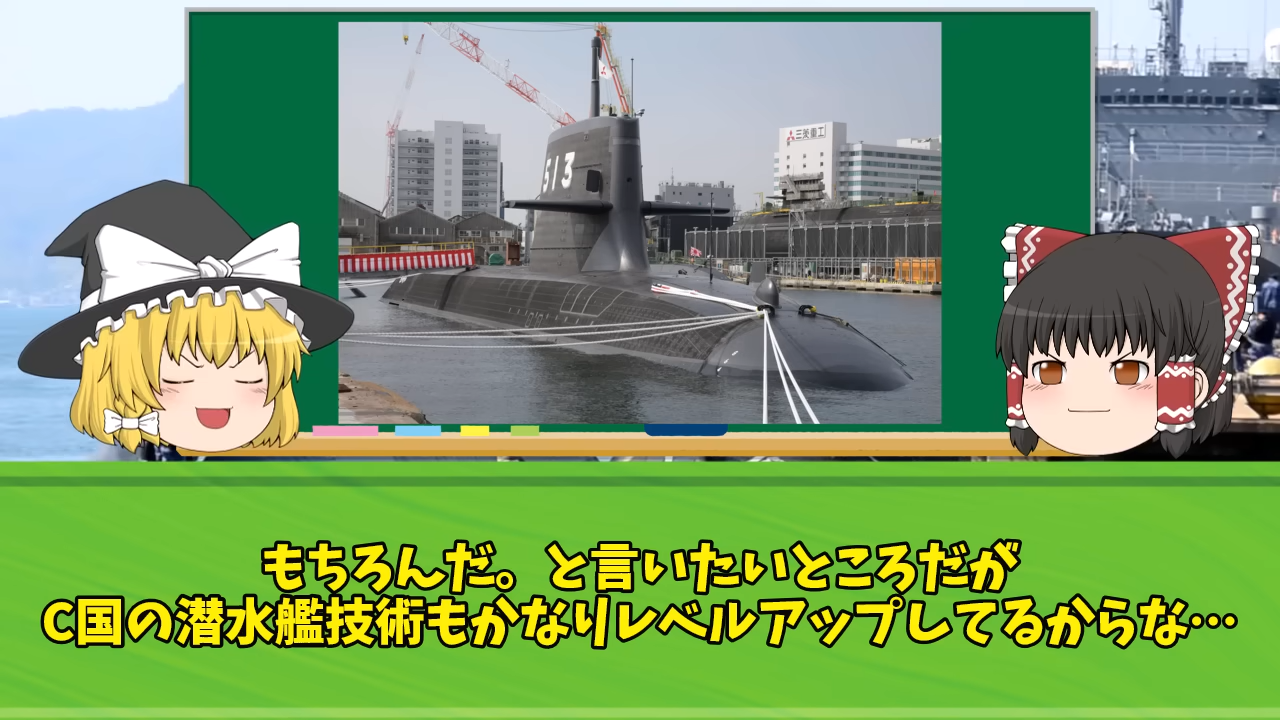 513
三菱重工
もちろんだ。と言いたいところだが
C国の潜水艦技術もかなりレベルアップしてるからな…